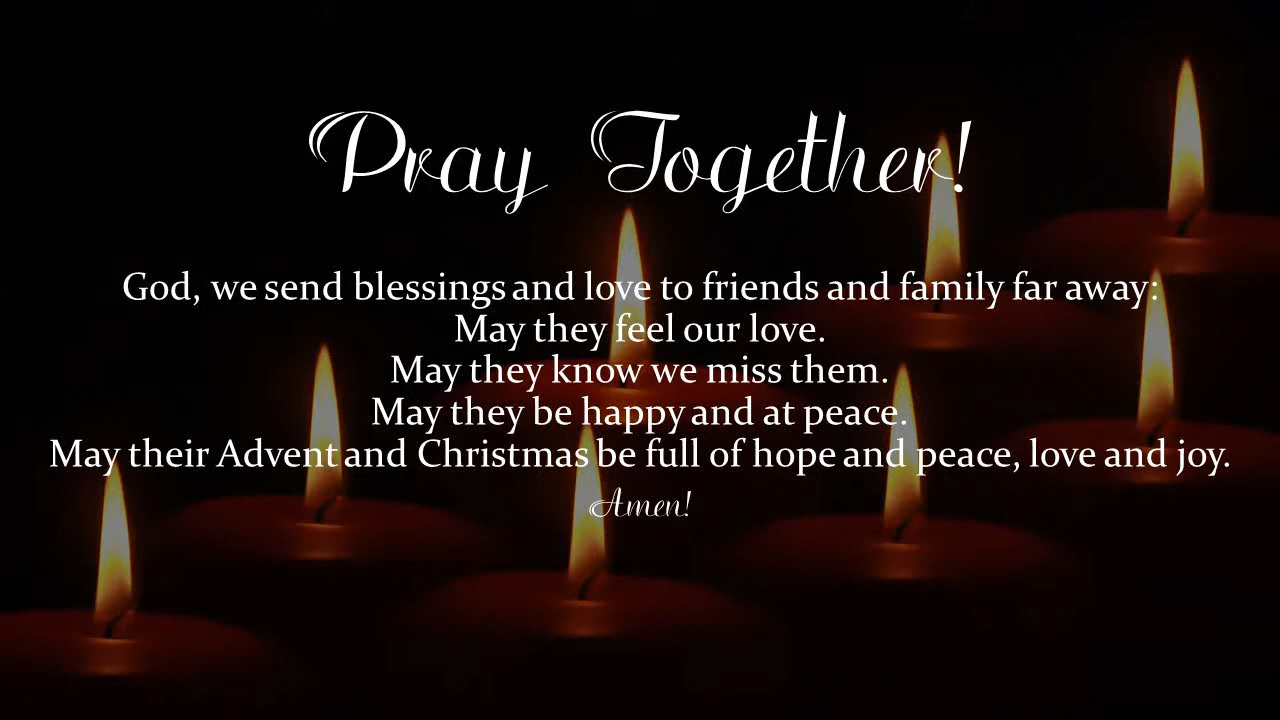 Pray Together!
God, we send blessings and love to friends and family far away:
May they feel our love.
May they know we miss them.
May they be happy and at peace.
May their Advent and Christmas be full of hope and peace, love and joy.
Amen!